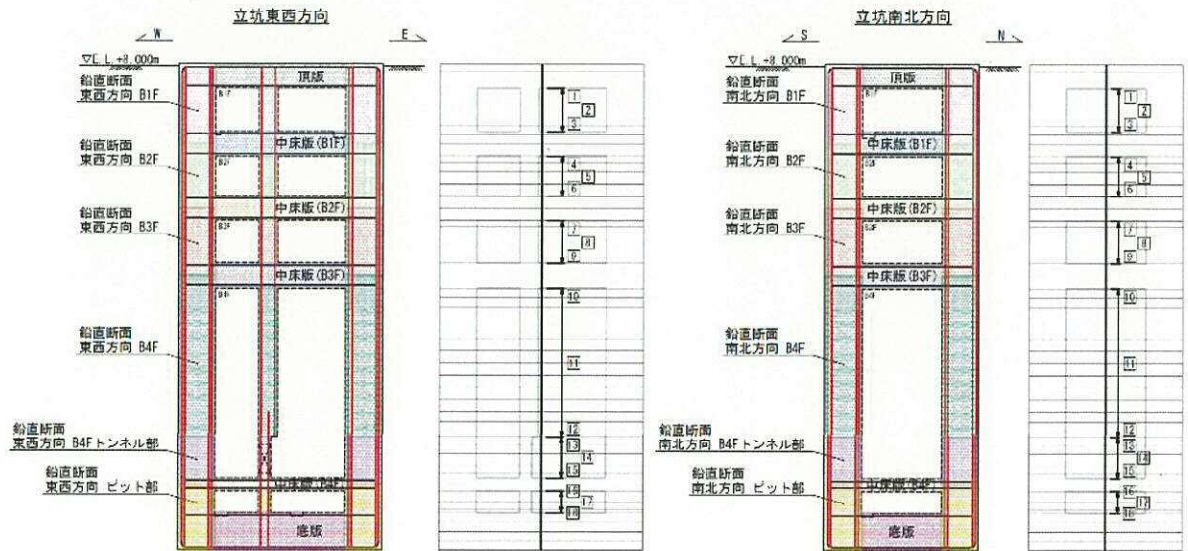 立坑東西方向
W
E
▽E.L.+8.000m
頂版
鉛直断面
東西方向 B1F
B1F
中床版(B1F)
鉛直断面
東西方向 B2F
B2F
中床版(B2F)
鉛直断面
東西方向 B3F
B3F
中床版(B3F)
鉛直断面
東西方向 B4F
B4F
鉛直断面
東西方向 B4Fトンネル部
鉛直断面
東西方向 ピット部
中床版(B4F)
底版
1
2
3
4
5
6
7
8
9
10
11
12
13
14
15
16
17
18
立坑南北方向
S
N
▽E.L.+8.000m
頂版
鉛直断面
南北方向 B1F
B1F
中床版(B1F)
鉛直断面
南北方向 B2F
中床版(B2F)
鉛直断面
南北方向 B3F
B3F
中床版(B3F)
鉛直断面
南北方向 B4F
鉛直断面
南北方向 B4Fトンネル部
鉛直断面
南北方向 ピット部
中床版(B4F)
底版
1
2
3
4
5
6
7
8
9
10
11
12
13
14
15
16
17
18